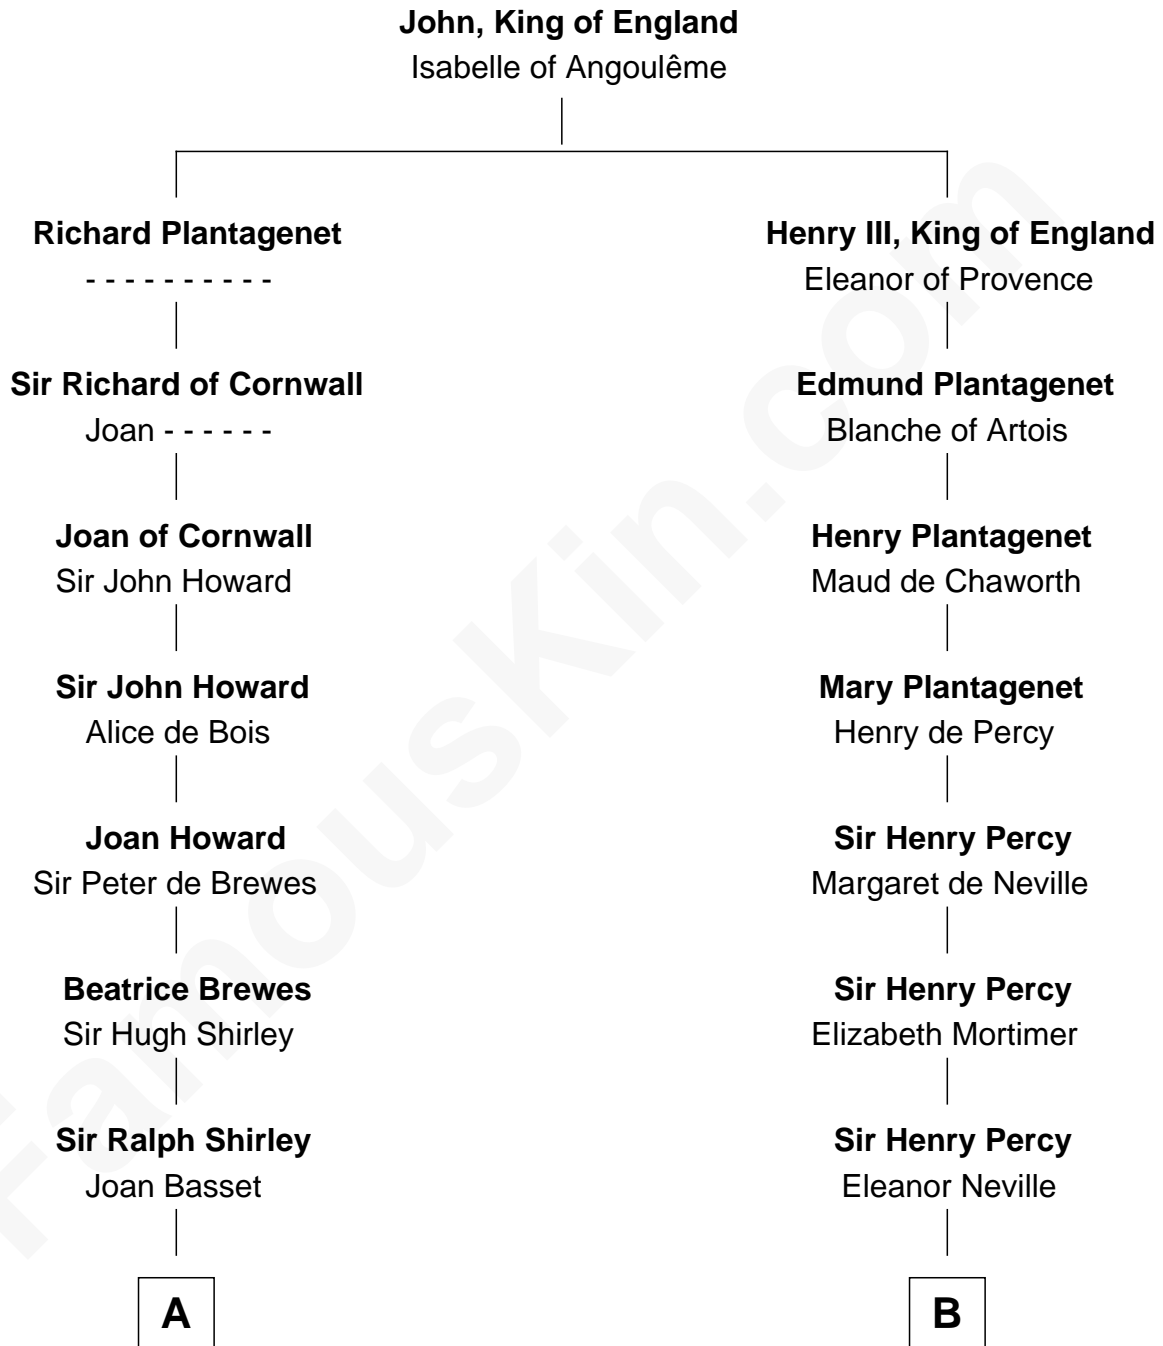 John, King of England
Isabelle of Angoulême
Richard Plantagenet
- - - - - - - - - -
Sir Richard of Cornwall
Joan - - - - - -
Joan of Cornwall
Sir John Howard
Sir John Howard
Alice de Bois
Joan Howard
Sir Peter de Brewes
Beatrice Brewes
Sir Hugh Shirley
Sir Ralph Shirley
Joan Basset
A
Henry III, King of England
Eleanor of Provence
Edmund Plantagenet
Blanche of Artois
Henry Plantagenet
Maud de Chaworth
Mary Plantagenet
Henry de Percy
Sir Henry Percy
Margaret de Neville
Sir Henry Percy
Elizabeth Mortimer
Sir Henry Percy
Eleanor Neville
B
FamousKin.com